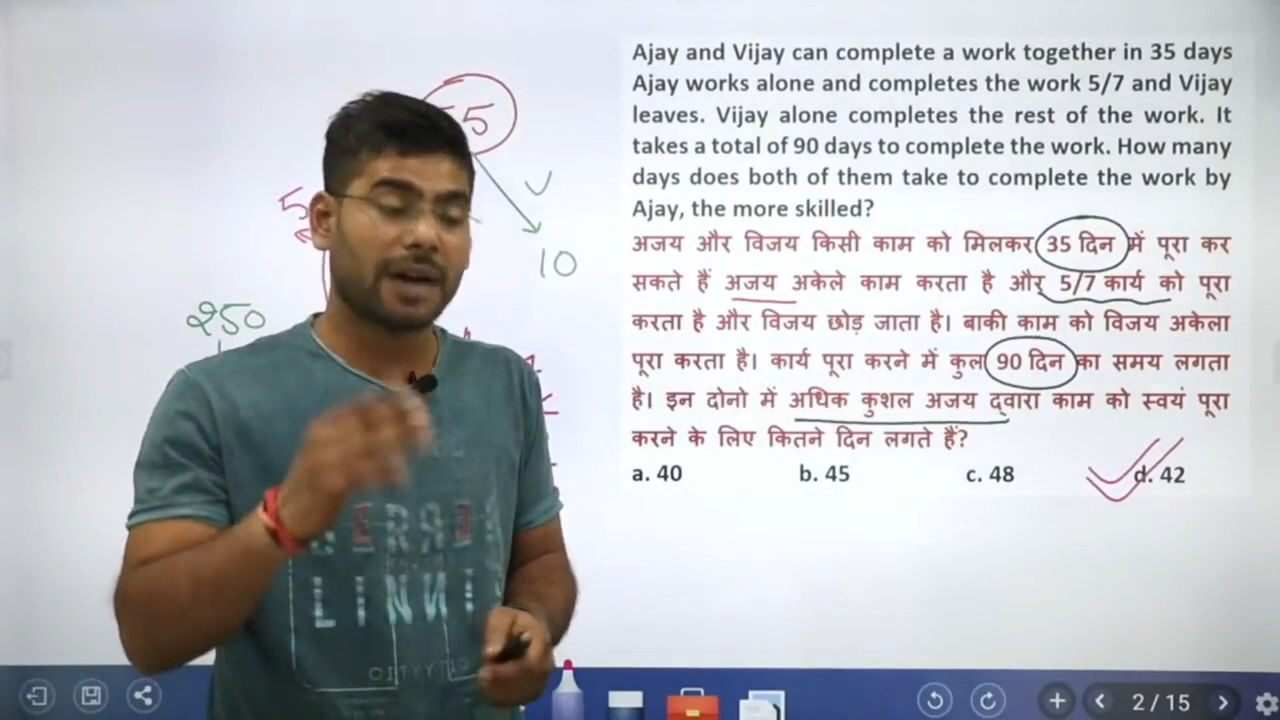 Ajay and Vijay can complete a work together in 35 days
Ajay works alone and completes the work 5/7 and Vijay
leaves. Vijay alone completes the rest of the work. It
takes a total of 90 days to complete the work. How many
days does both of them take to complete the work by
Ajay, the more skilled?
अजय और विजय किसी काम को मिलकर 35 दिन में पूरा कर
सकते हैं अजय अकेले काम करता है और 5/7 कार्य को पूरा
करता है और विजय छोड़ जाता है। बाकी काम को विजय अकेला
पूरा करता है। कार्य पूरा करने में कुल 90 दिन का समय लगता
है। इन दोनो में अधिक कुशल अजय द्वारा काम को स्वयं पूरा
करने के लिए कितने दिन लगते हैं?
a. 40 b. 45 c. 48 d. 42
5
5
10
250
LINNI
2 / 15